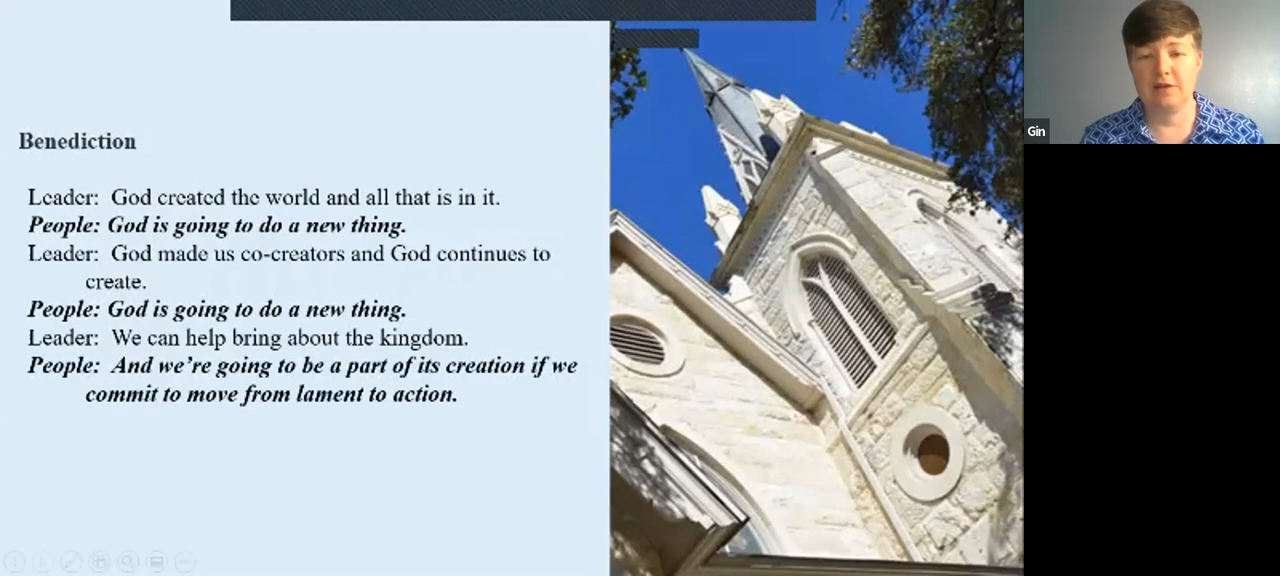 Benediction
Leader: God created the world and all that is in it.
People: God is going to do a new thing.
Leader: God made us co-creators and God continues to
create.
People: God is going to do a new thing.
Leader: We can help bring about the kingdom.
People: And we’re going to be a part of its creation if we
commit to move from lament to action.
Gin